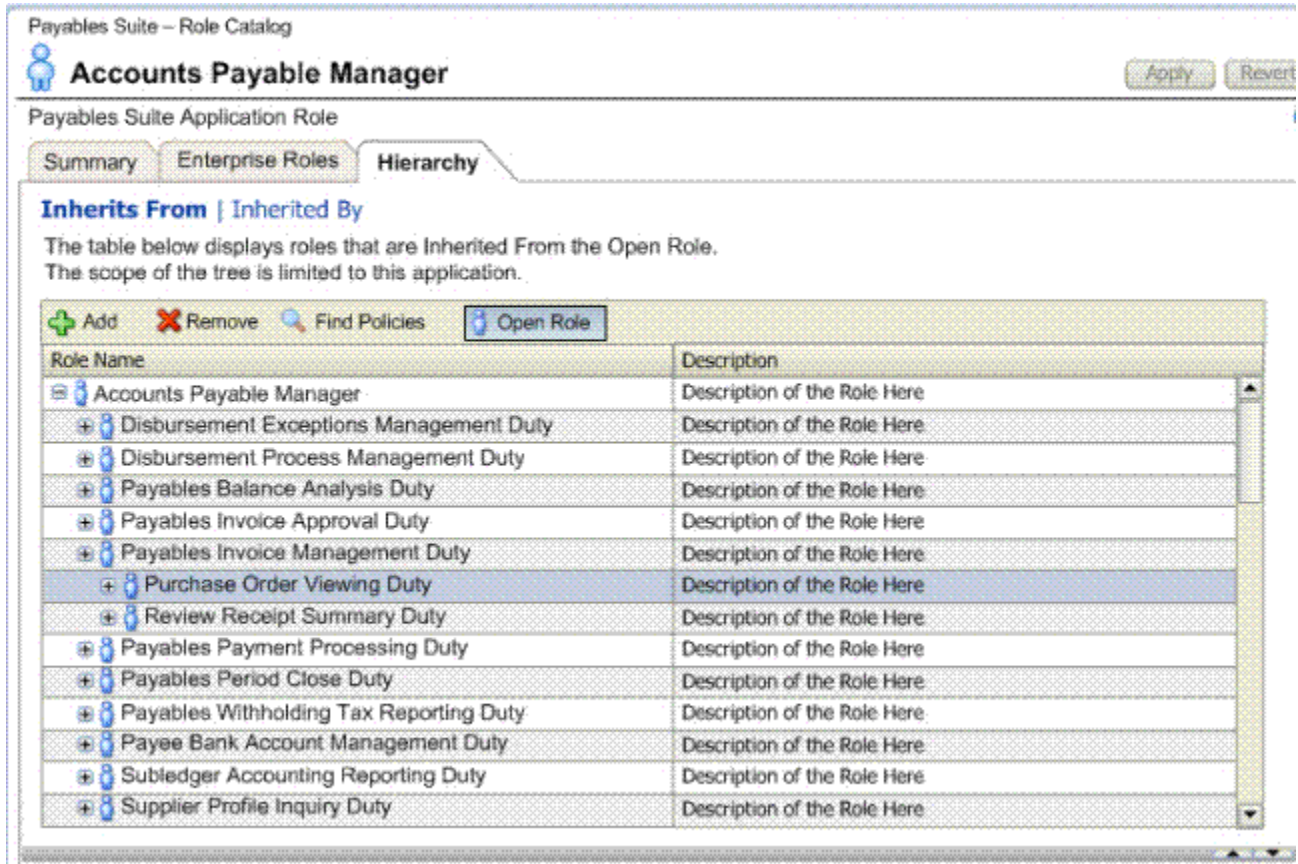 Payables Suite – Role Catalog
Accounts Payable Manager
Apply Revert
Payables Suite Application Role
Summary Enterprise Roles Hierarchy
Inherits From | Inherited By
The table below displays roles that are Inherited From the Open Role.
The scope of the tree is limited to this application.
Add Remove Find Policies Open Role
Role Name Description
Accounts Payable Manager Description of the Role Here
Disbursement Exceptions Management Duty Description of the Role Here
Disbursement Process Management Duty Description of the Role Here
Payables Balance Analysis Duty Description of the Role Here
Payables Invoice Approval Duty Description of the Role Here
Payables Invoice Management Duty Description of the Role Here
Purchase Order Viewing Duty Description of the Role Here
Review Receipt Summary Duty Description of the Role Here
Payables Payment Processing Duty Description of the Role Here
Payables Period Close Duty Description of the Role Here
Payables Withholding Tax Reporting Duty Description of the Role Here
Payee Bank Account Management Duty Description of the Role Here
Subledger Accounting Reporting Duty Description of the Role Here
Supplier Profile Inquiry Duty Description of the Role Here